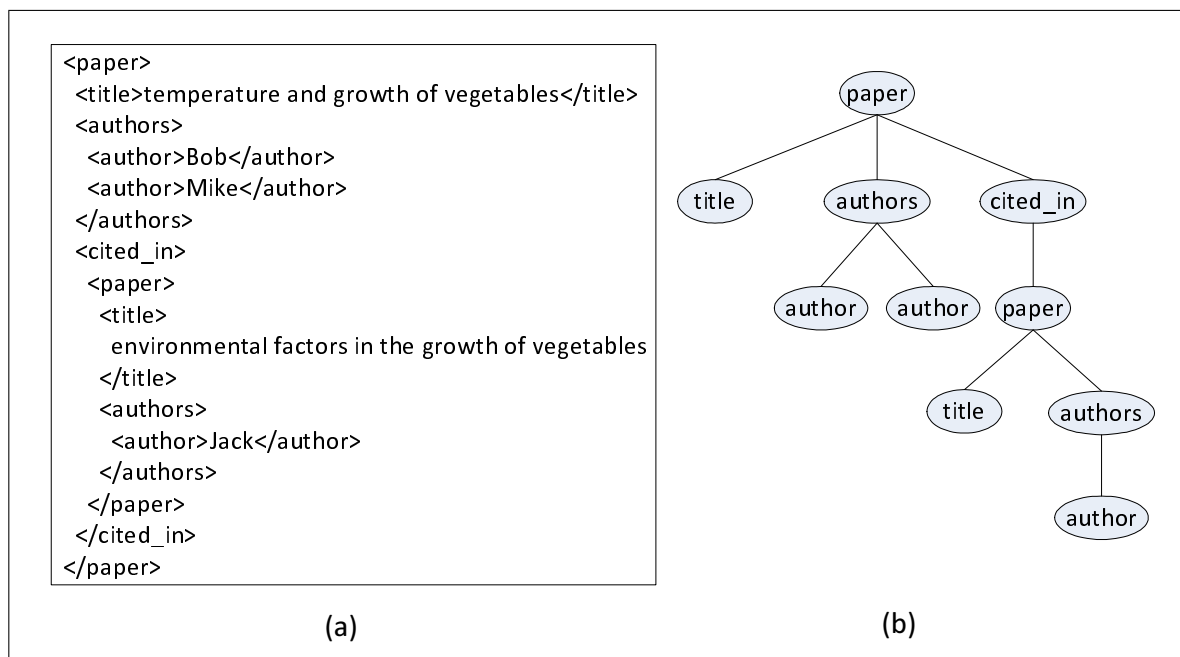 <paper>
<title>temperature and growth of vegetables</title>
<authors>
<author>Bob</author>
<author>Mike</author>
</authors>
<cited_in>
<paper>
<title>
environmental factors in the growth of vegetables
</title>
<authors>
<author>Jack</author>
</authors>
</paper>
</cited_in>
</paper>
(a)
paper
title authors cited_in
author author paper
title authors
author
(b)